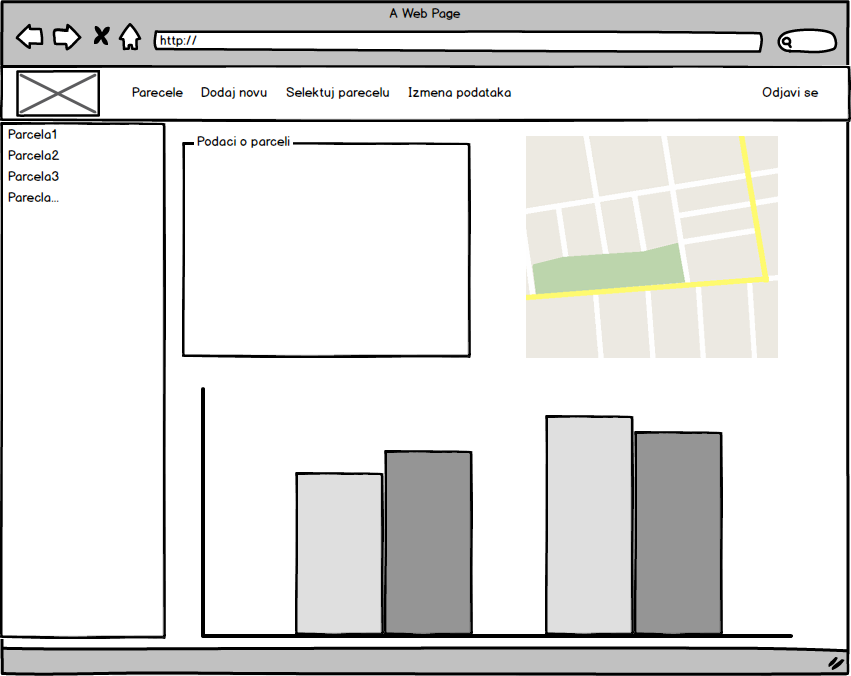 A Web Page
http://
Parecele Dodaj novu Selektuj parecelu Izmena podataka Odjavi se
Parcela1
Parcela2
Parcela3
Parecla...
Podaci o parceli